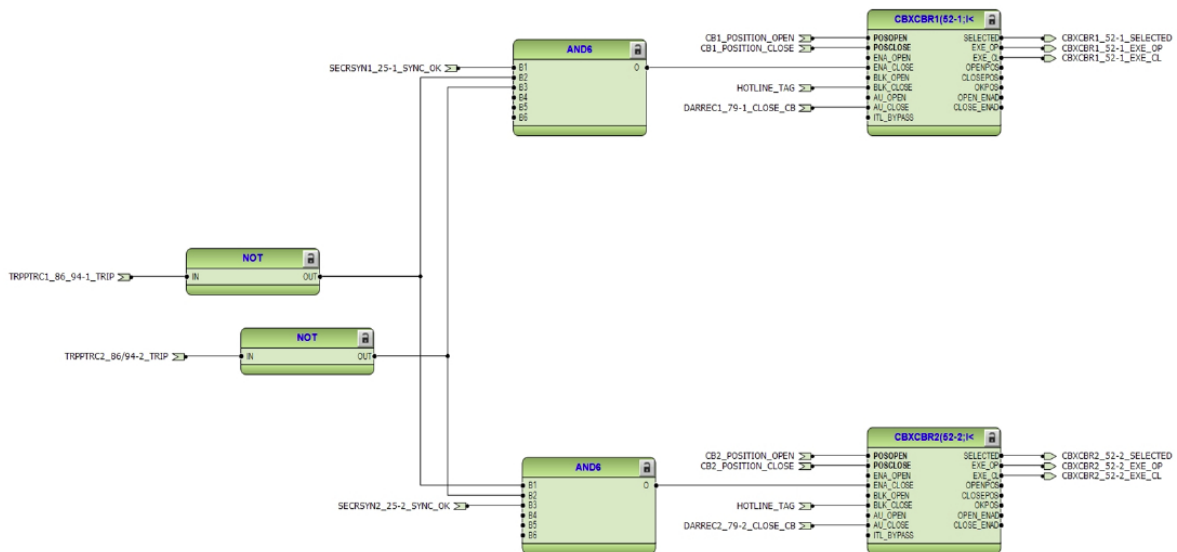 CBXCBR1(52-1;I<
CB1_POSITION_OPEN
POSOPEN
SELECTED
CBXCBR1_52-1_SELECTED
CB1_POSITION_CLOSE
POSCLOSE
EXE_OP
CBXCBR1_52-1_EXE_OP
ENA_OPEN
EXE_CL
CBXCBR1_52-1_EXE_CL
ENA_CLOSE
OPENPOS
BLK_OPEN
CLOSEPOS
HOTLINE_TAG
BLK_CLOSE
OKPOS
AU_OPEN
OPEN_ENAD
DARREC1_79-1_CLOSE_CB
AU_CLOSE
CLOSE_ENAD
ITL_BYPASS
AND6
SECRSYN1_25-1_SYNC_OK
B1
O
B2
B3
B4
B5
B6
NOT
TRPPTRC1_86_94-1_TRIP
IN
OUT
NOT
TRPPTRC2_86/94-2_TRIP
IN
OUT
CBXCBR2(52-2;I<
CB2_POSITION_OPEN
POSOPEN
SELECTED
CBXCBR2_52-2_SELECTED
CB2_POSITION_CLOSE
POSCLOSE
EXE_OP
CBXCBR2_52-2_EXE_OP
ENA_OPEN
EXE_CL
CBXCBR2_52-2_EXE_CL
ENA_CLOSE
OPENPOS
BLK_OPEN
CLOSEPOS
HOTLINE_TAG
BLK_CLOSE
OKPOS
AU_OPEN
OPEN_ENAD
DARREC2_79-2_CLOSE_CB
AU_CLOSE
CLOSE_ENAD
ITL_BYPASS
AND6
B1
O
B2
SECRSYN2_25-2_SYNC_OK
B3
B4
B5
B6